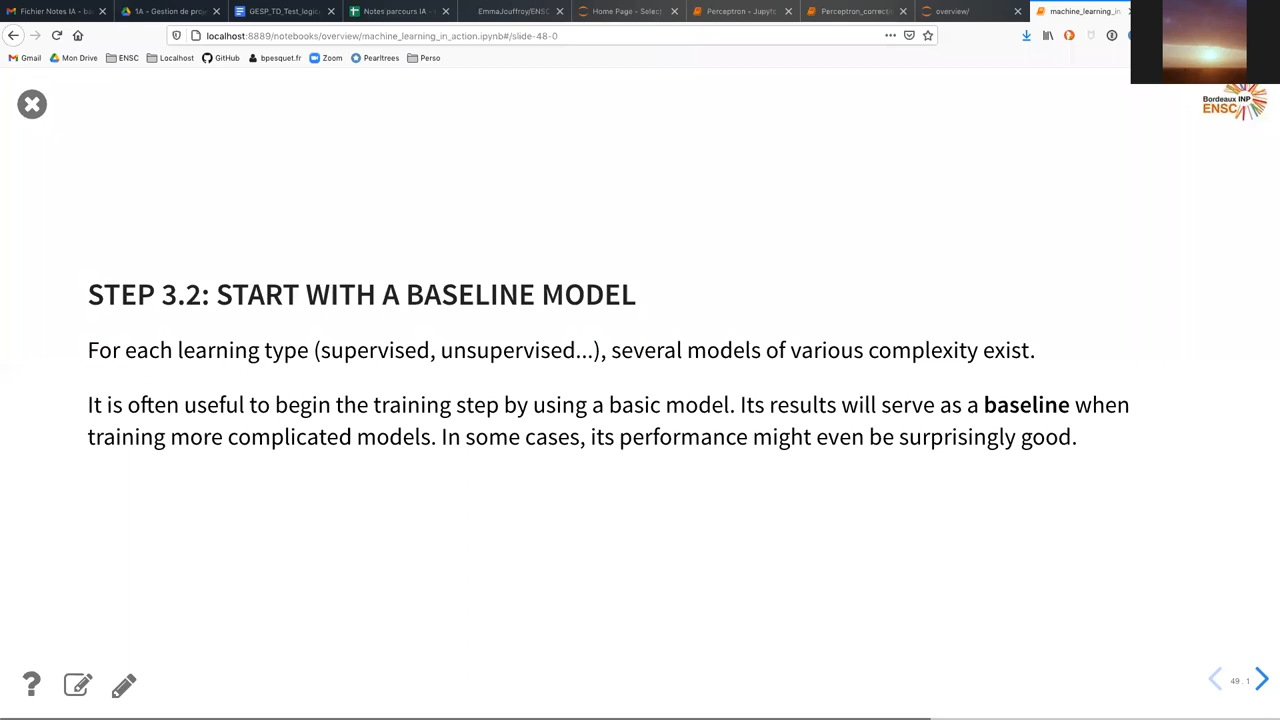 Fichier Notes IA - ba
1A - Gestion de proj
GESP_TD_Test_logic
Notes parcours IA -
EmmaJouffroy/ENSC
Home Page - Select
Perceptron - Jupyt
Perceptron_correcti
overview/
machine_learning_in
localhost:8889/notebooks/overview/machine_learning_in_action.ipynb#/slide-48-0
Gmail
Mon Drive
ENSC
Localhost
GitHub
bpesquet.fr
Zoom
Pearltrees
Perso
Bordeaux INP
ENSC
STEP 3.2: START WITH A BASELINE MODEL
For each learning type (supervised, unsupervised...), several models of various complexity exist.
It is often useful to begin the training step by using a basic model. Its results will serve as a baseline when
training more complicated models. In some cases, its performance might even be surprisingly good.
?
49.1